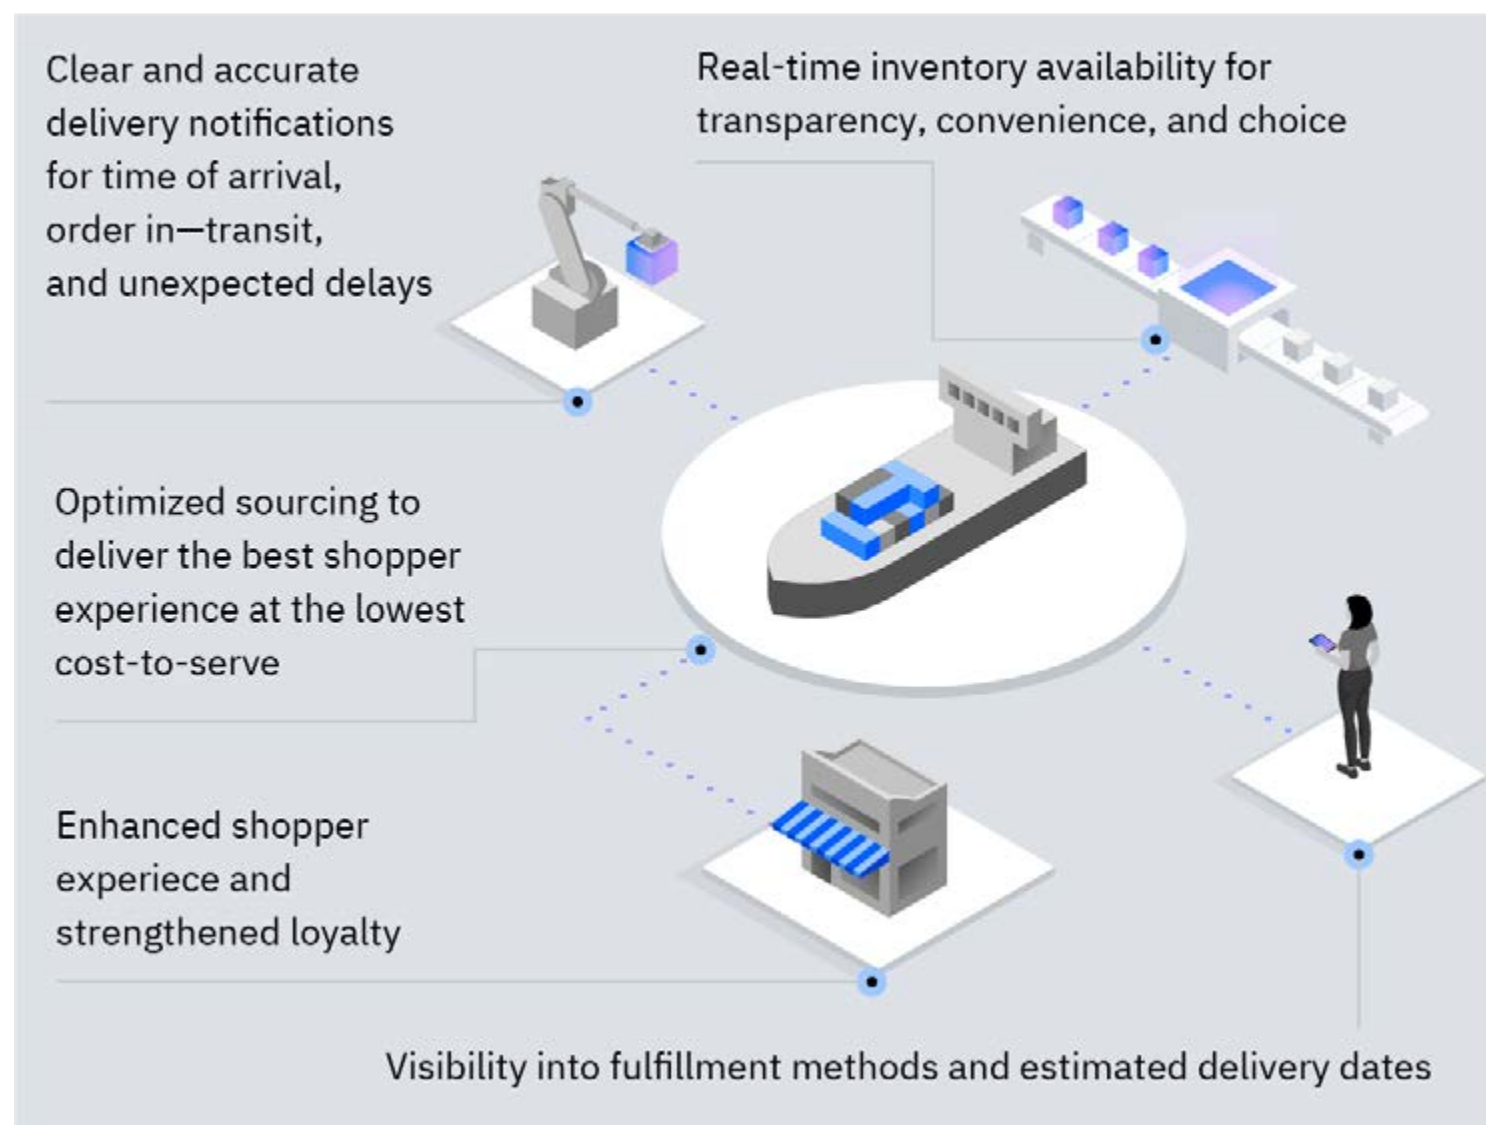 Clear and accurate
delivery notifications
for time of arrival,
order in—transit,
and unexpected delays
Real-time inventory availability for
transparency, convenience, and choice
Optimized sourcing to
deliver the best shopper
experience at the lowest
cost-to-serve
Enhanced shopper
experiece and
strengthened loyalty
Visibility into fulfillment methods and estimated delivery dates